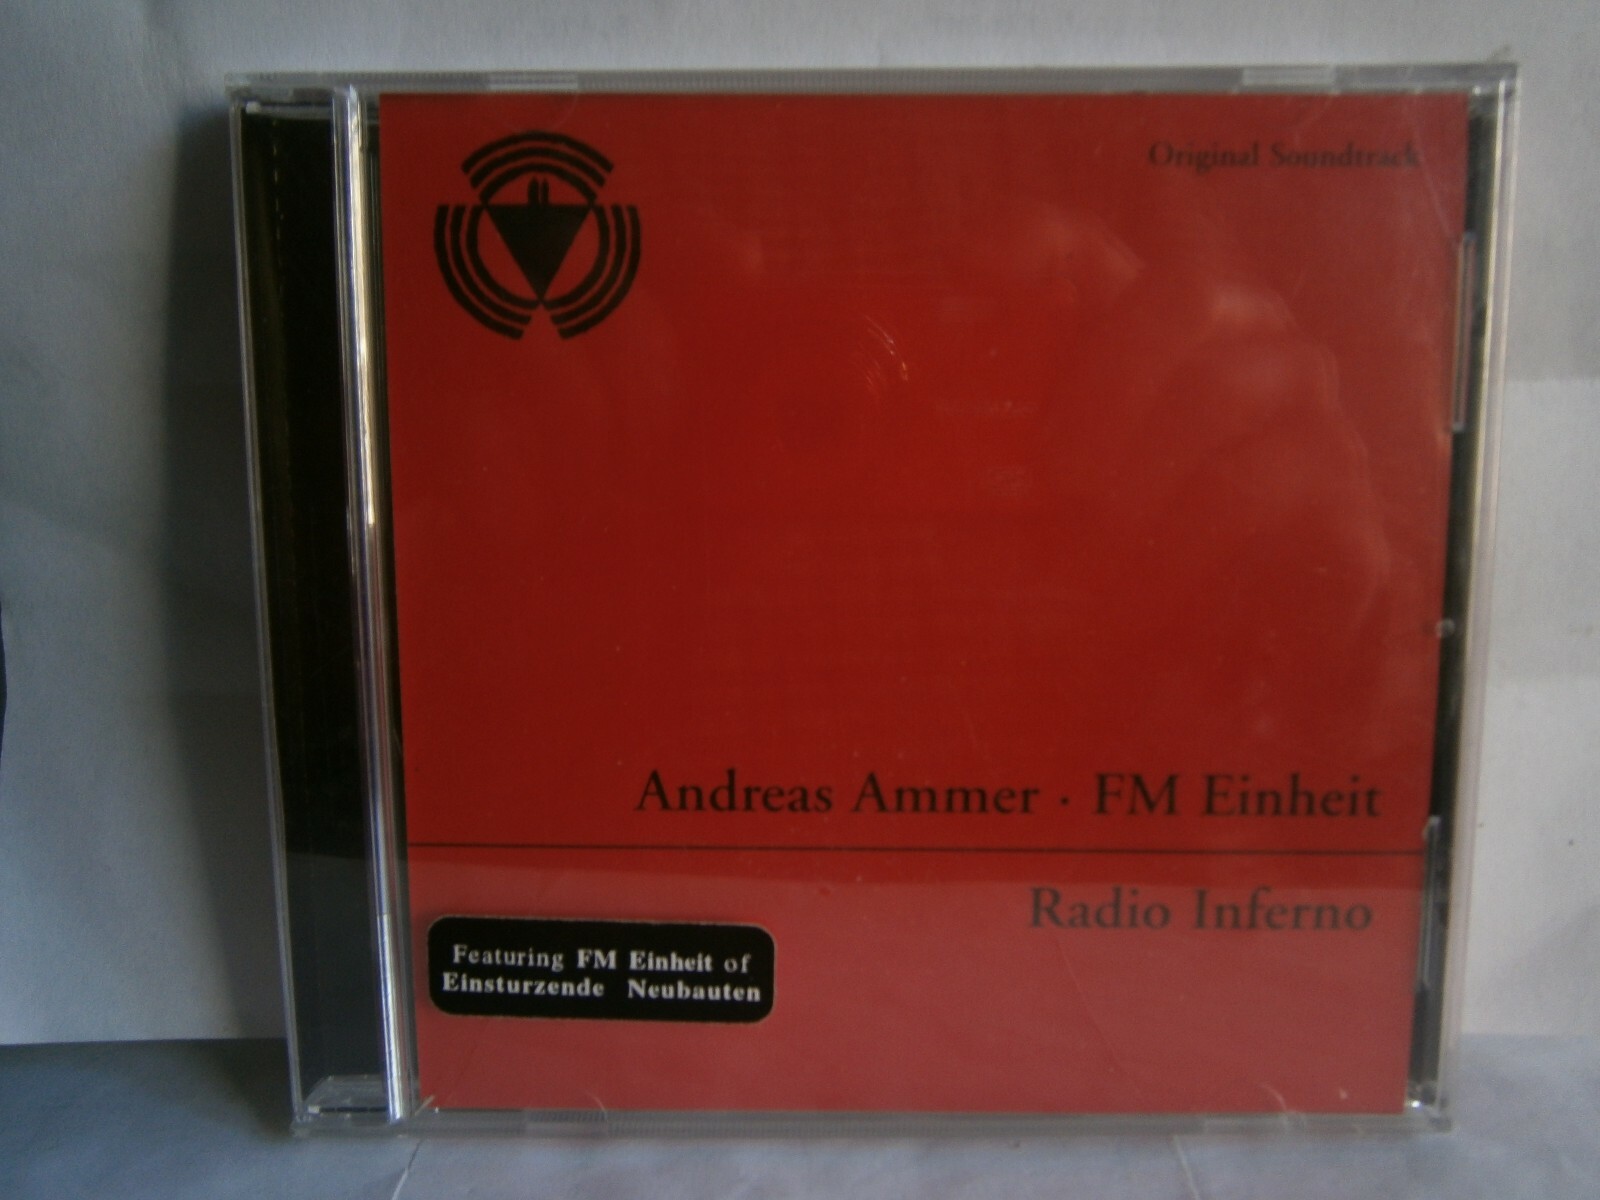 Original Soundtrack
Andreas Ammer · FM Einheit
Radio Inferno
Featuring FM Einheit of
Einsturzende Neubauten